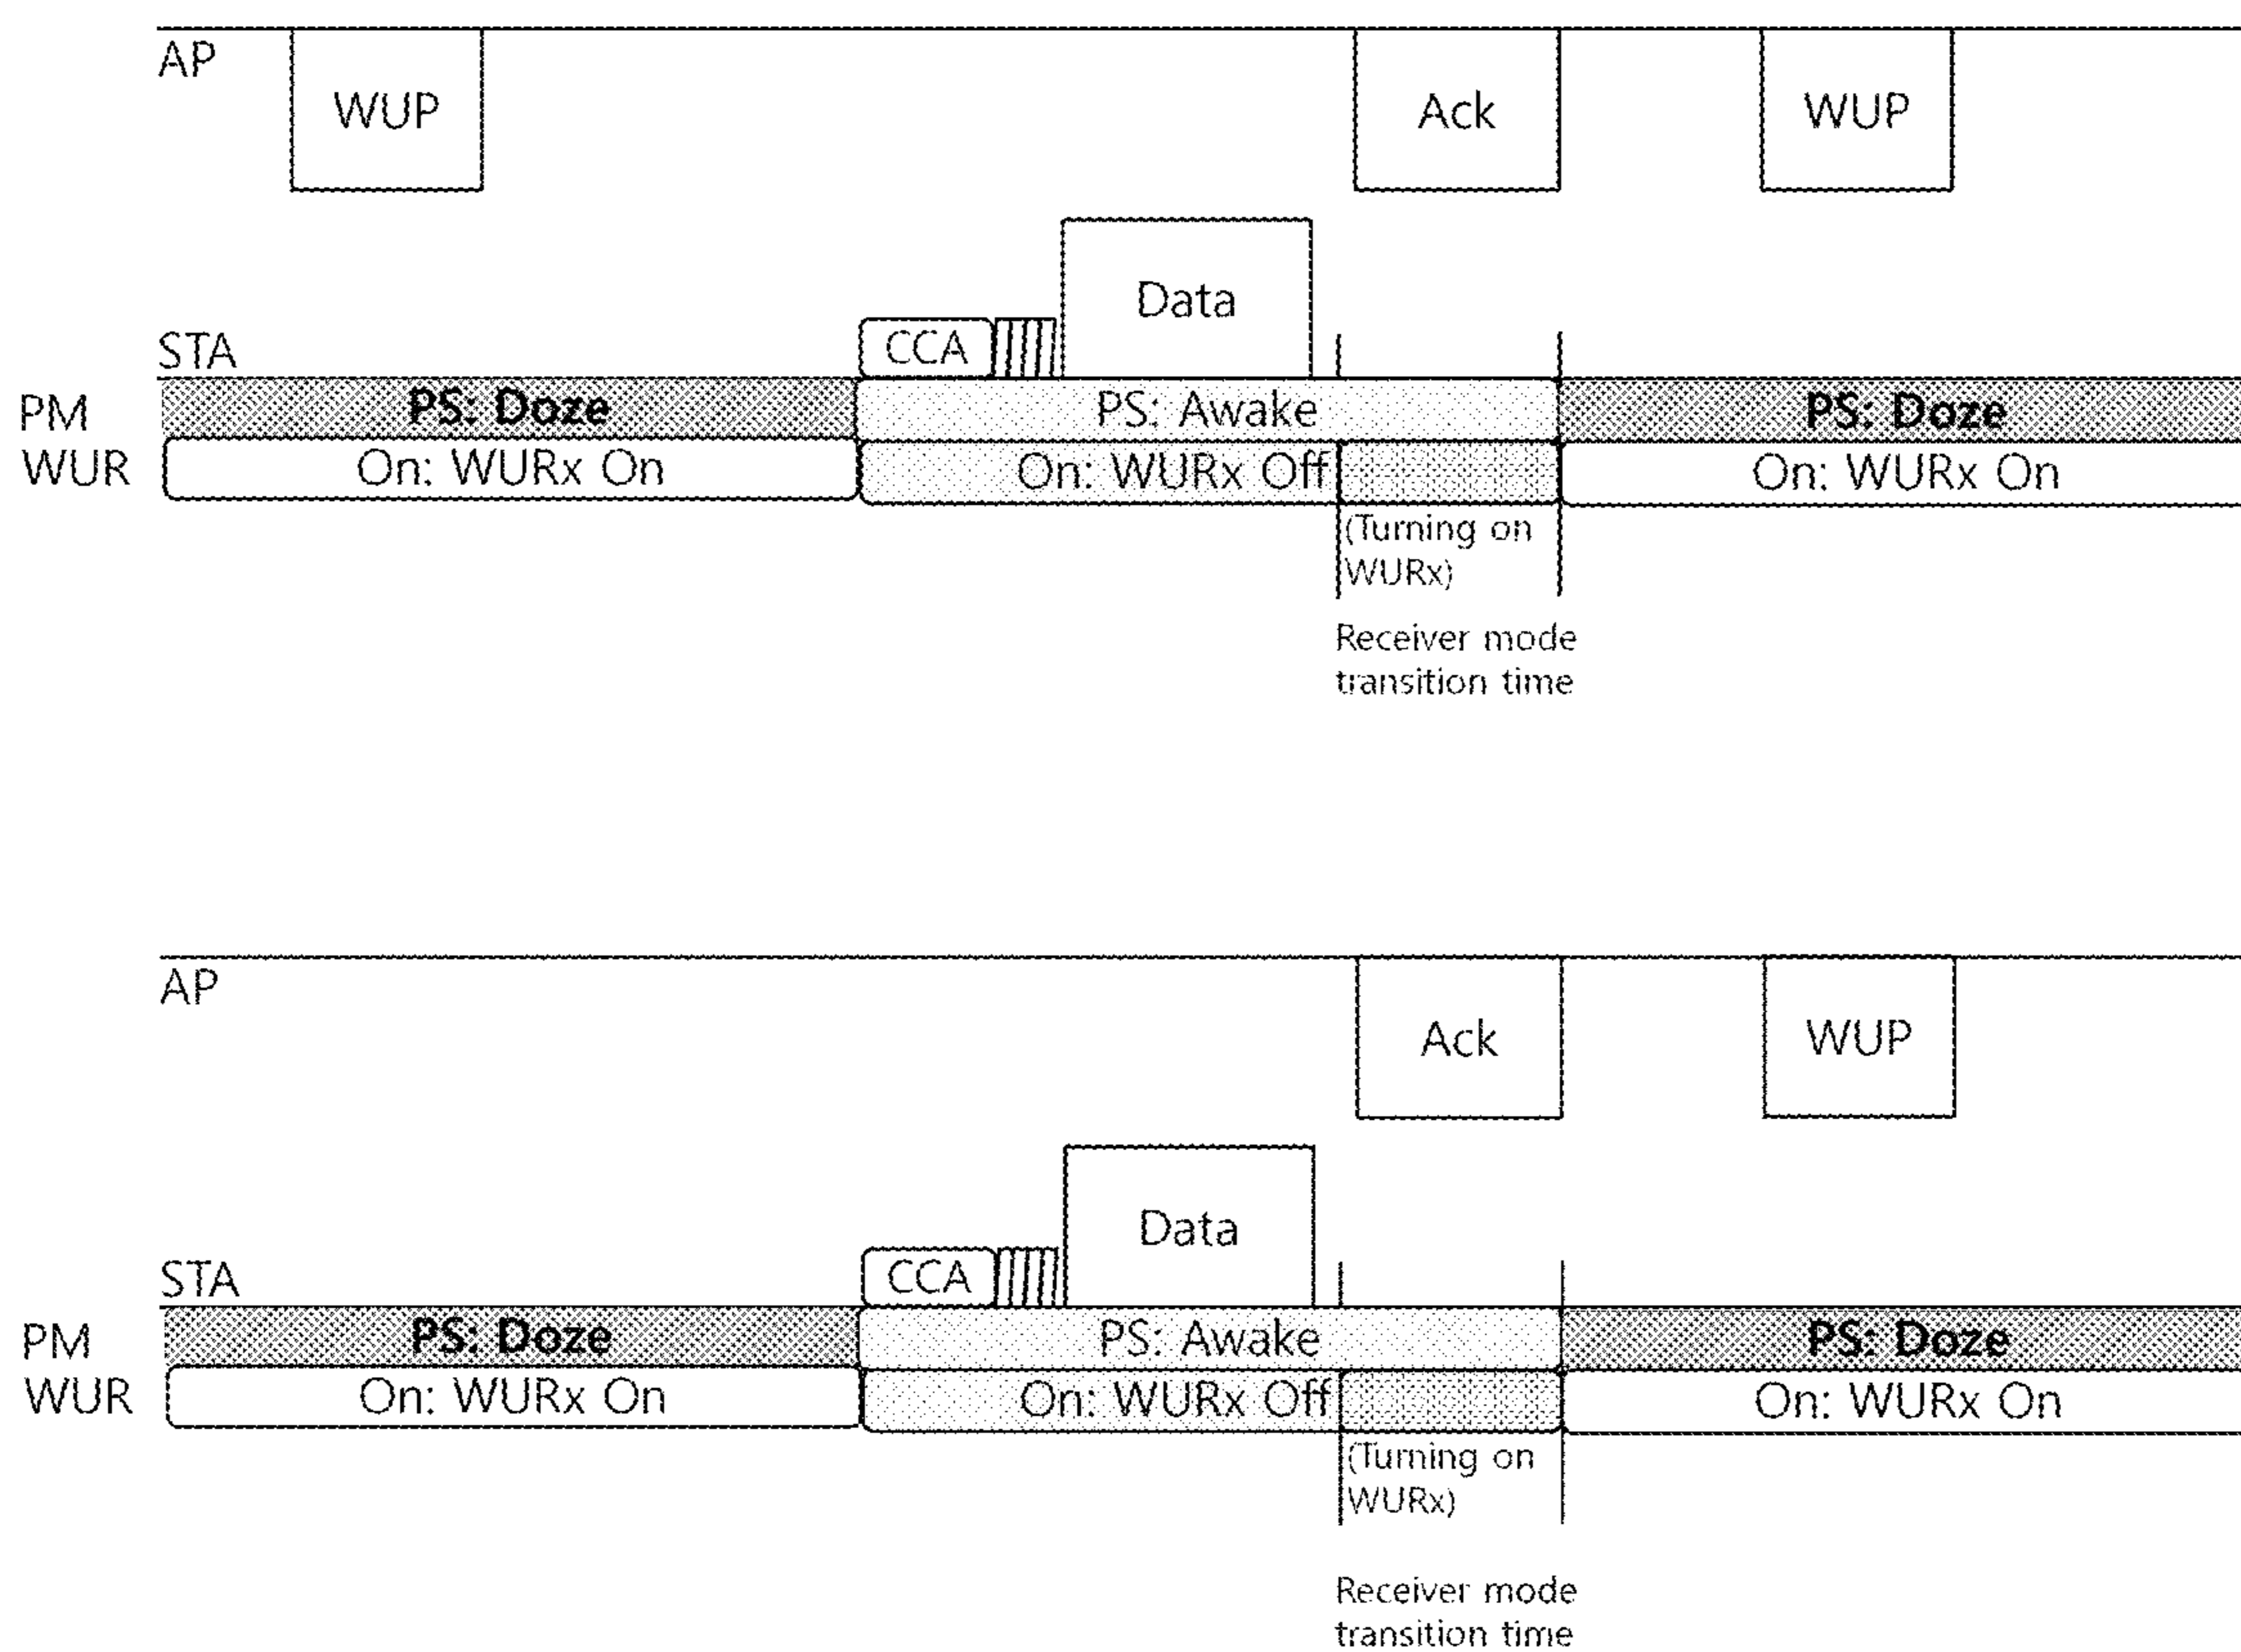 AP
WUP
Ack
WUP
Data
CCA
STA
PM
PS: Doze
PS: Awake
PS: Doze
WUR
On: WURx On
On: WURx Off
On: WURx On
(Turning on
WURx)
Receiver mode
transition time
AP
Ack
WUP
Data
CCA
STA
PM
PS: Doze
PS: Awake
PS: Doze
WUR
On: WURx On
On: WURx Off
On: WURx On
(Turning on
WURx)
Receiver mode
transition time